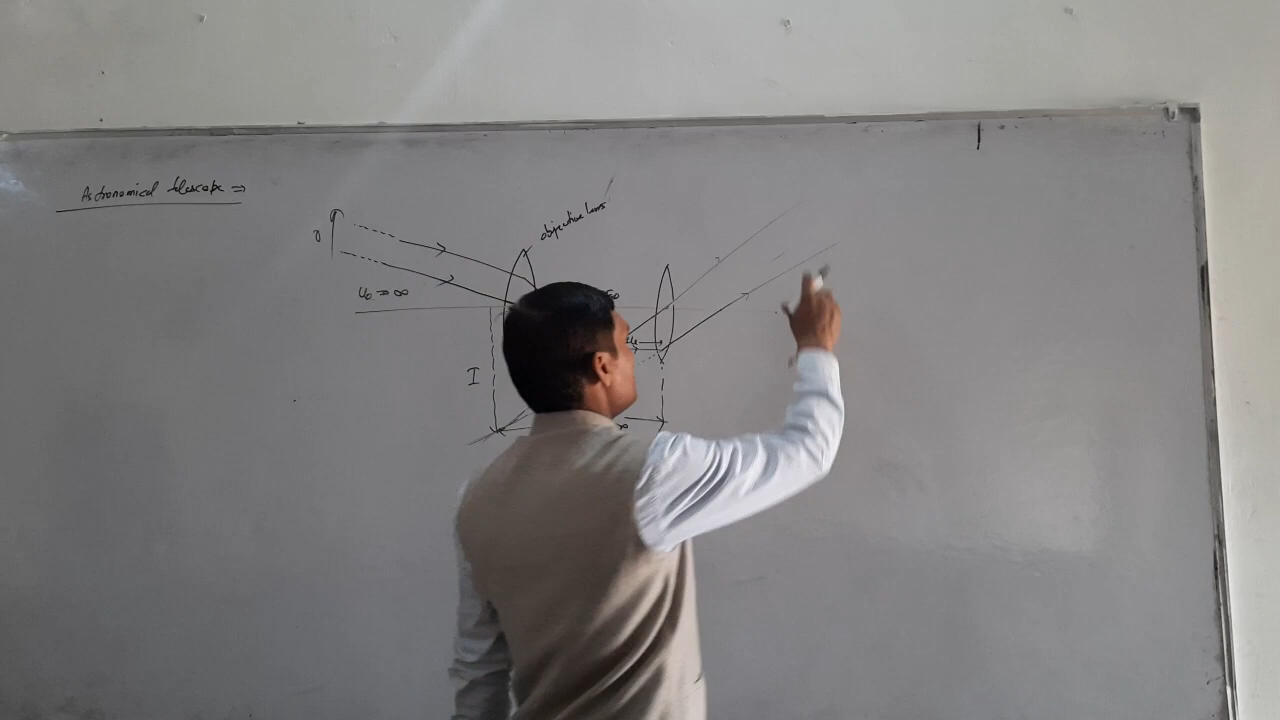 Astronomical telescope ⇒
objective lens
O
u₀ = ∞
I